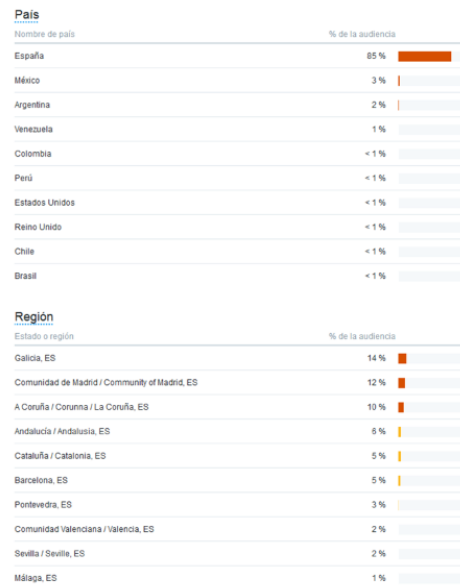 País
Nombre de país % de la audiencia
España 85 %
México 3 %
Argentina 2 %
Venezuela 1 %
Colombia < 1 %
Perú < 1 %
Estados Unidos < 1 %
Reino Unido < 1 %
Chile < 1 %
Brasil < 1 %
Región
Estado o región % de la audiencia
Galicia, ES 14 %
Comunidad de Madrid / Community of Madrid, ES 12 %
A Coruña / Corunna / La Coruña, ES 10 %
Andalucía / Andalusia, ES 6 %
Cataluña / Catalonia, ES 5 %
Barcelona, ES 5 %
Pontevedra, ES 3 %
Comunidad Valenciana / Valencia, ES 2 %
Sevilla / Seville, ES 2 %
Málaga, ES 1 %